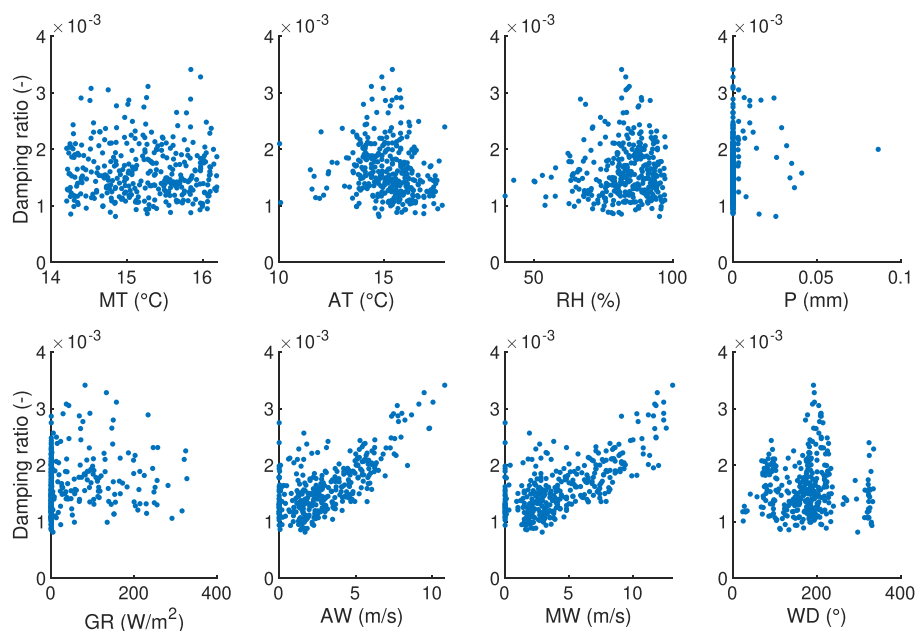 × 10⁻³ × 10⁻³ × 10⁻³ × 10⁻³
4 4 4 4
3 3 3 3
Damping ratio (-)
2 2 2 2
1 1 1 1
0 0 0 0
14 15 16 10 15 50 100 0 0.05 0.1
MT (°C) AT (°C) RH (%) P (mm)
× 10⁻³ × 10⁻³ × 10⁻³ × 10⁻³
4 4 4 4
3 3 3 3
Damping ratio (-)
2 2 2 2
1 1 1 1
0 0 0 0
0 200 400 0 5 10 0 5 10 0 200 400
GR (W/m²) AW (m/s) MW (m/s) WD (°)